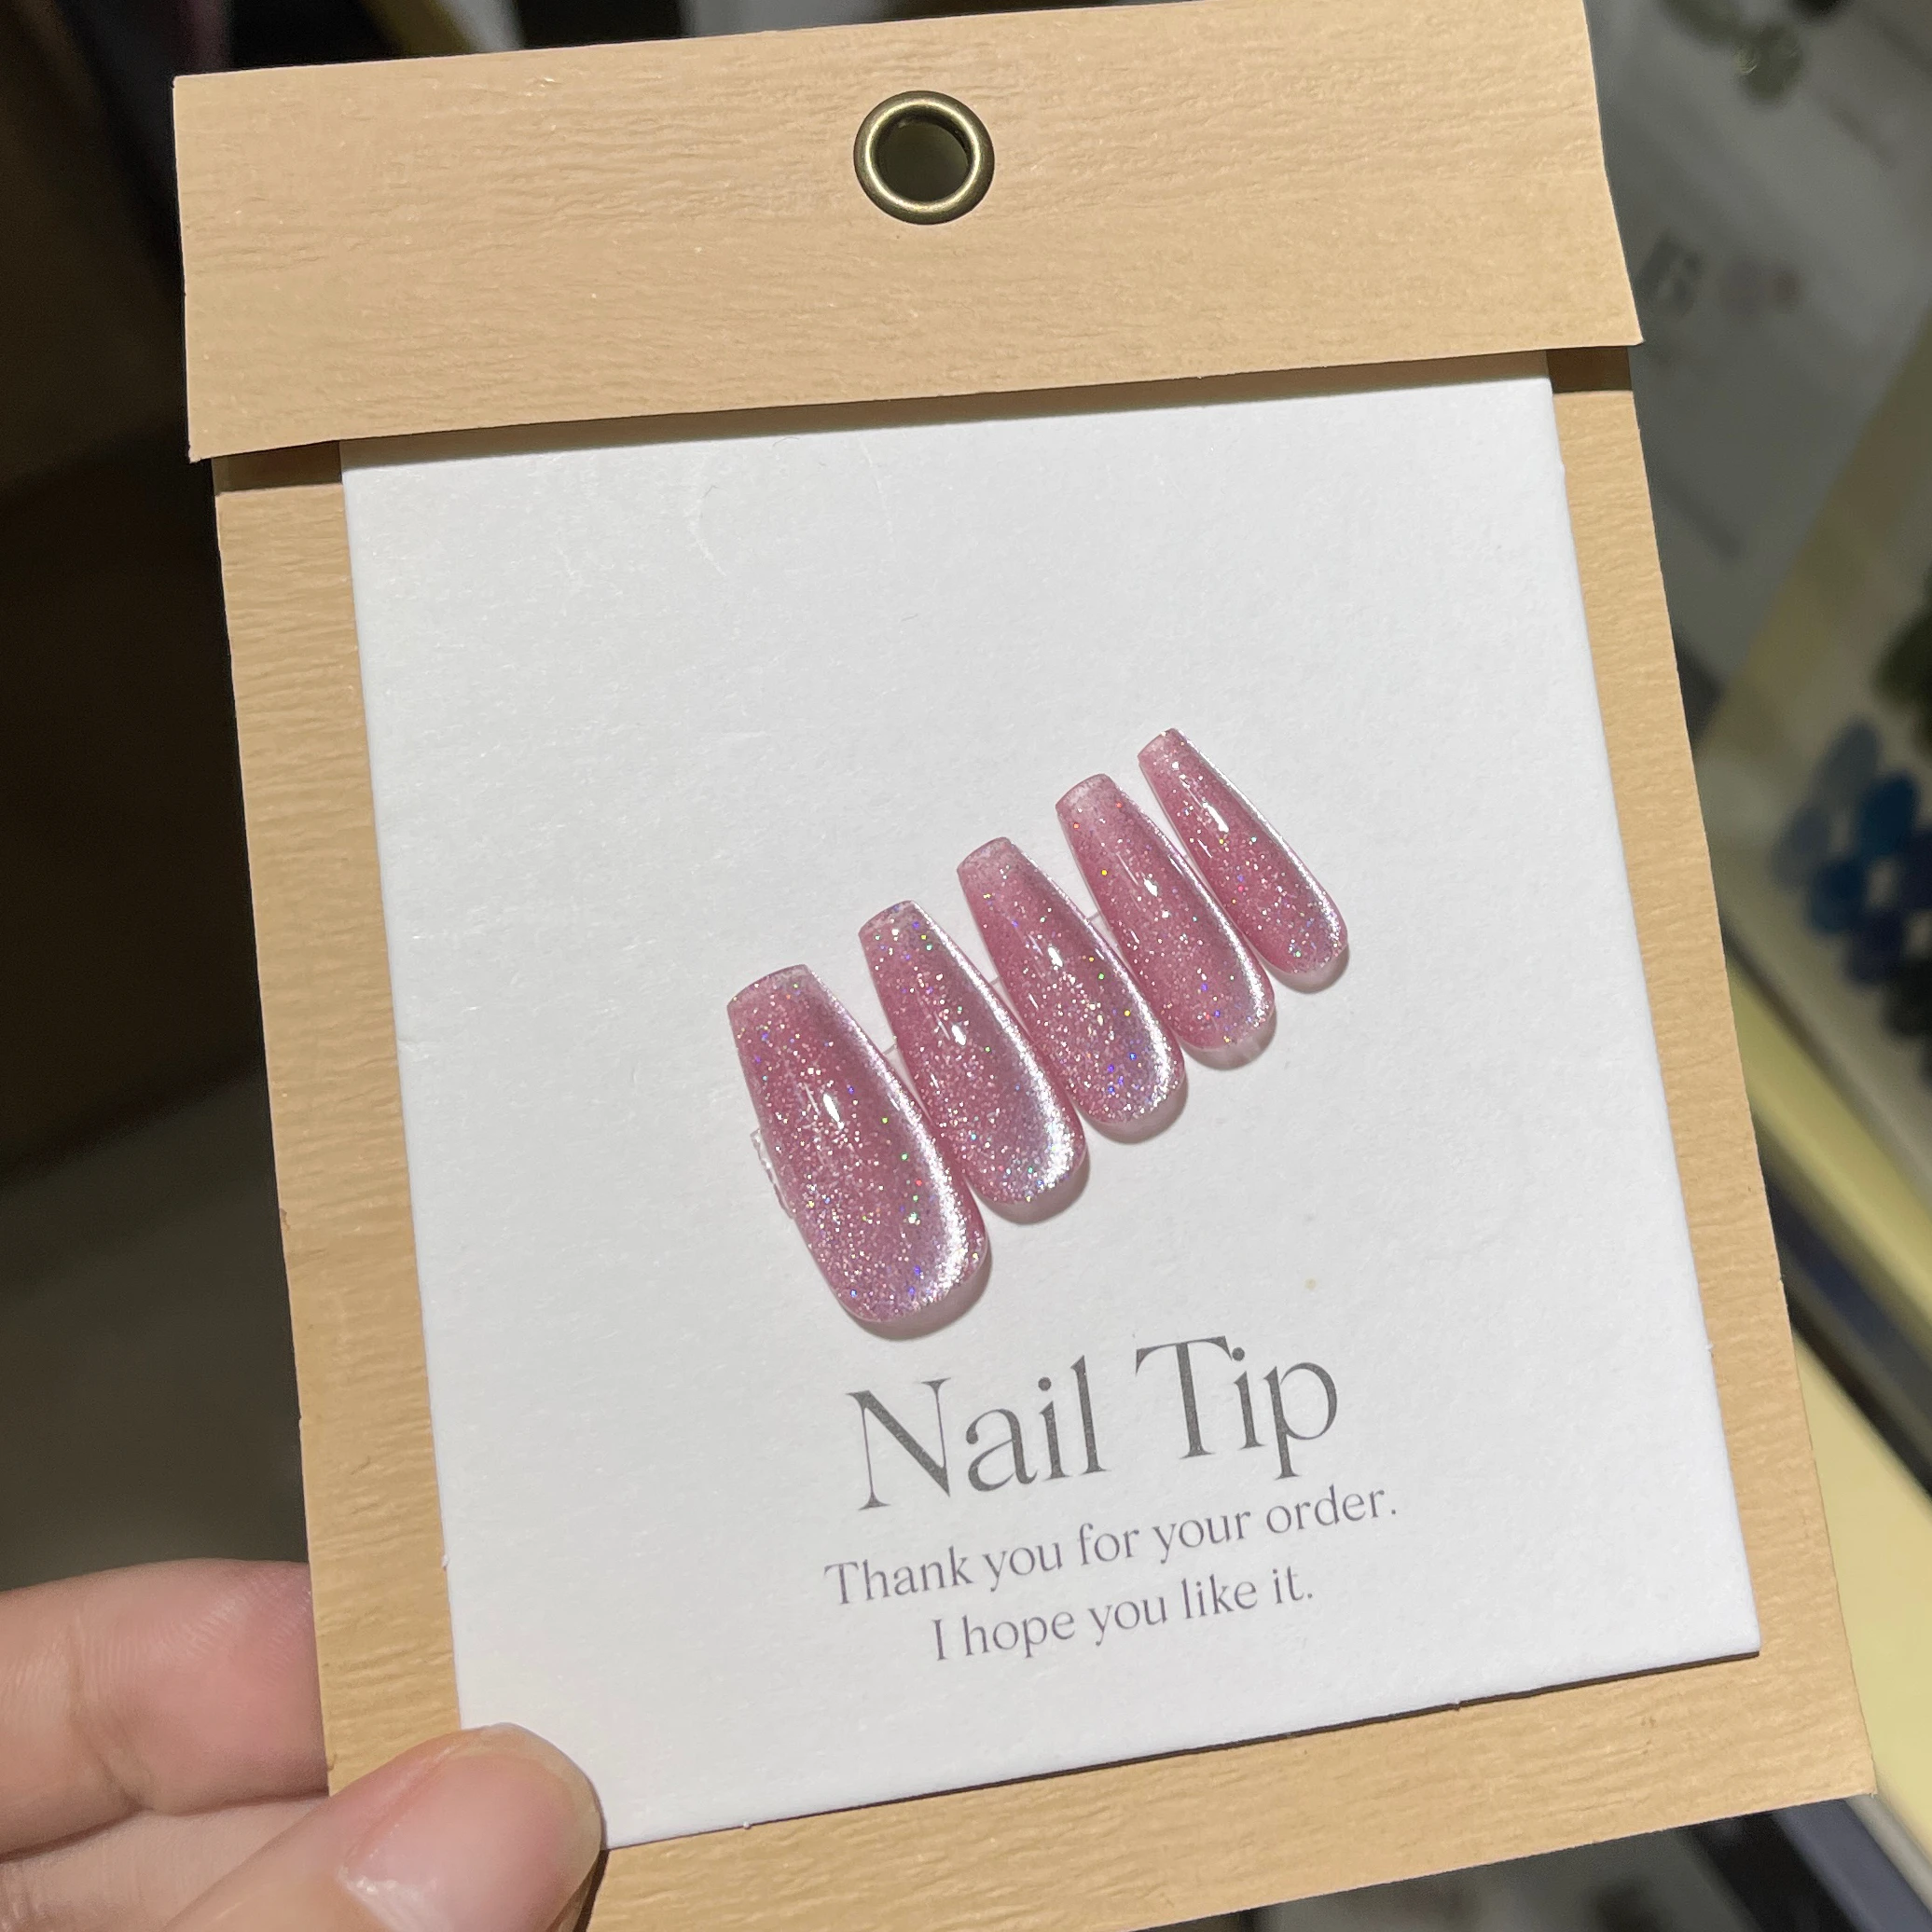 Nail Tip
Thank you for your order.
I hope you like it.